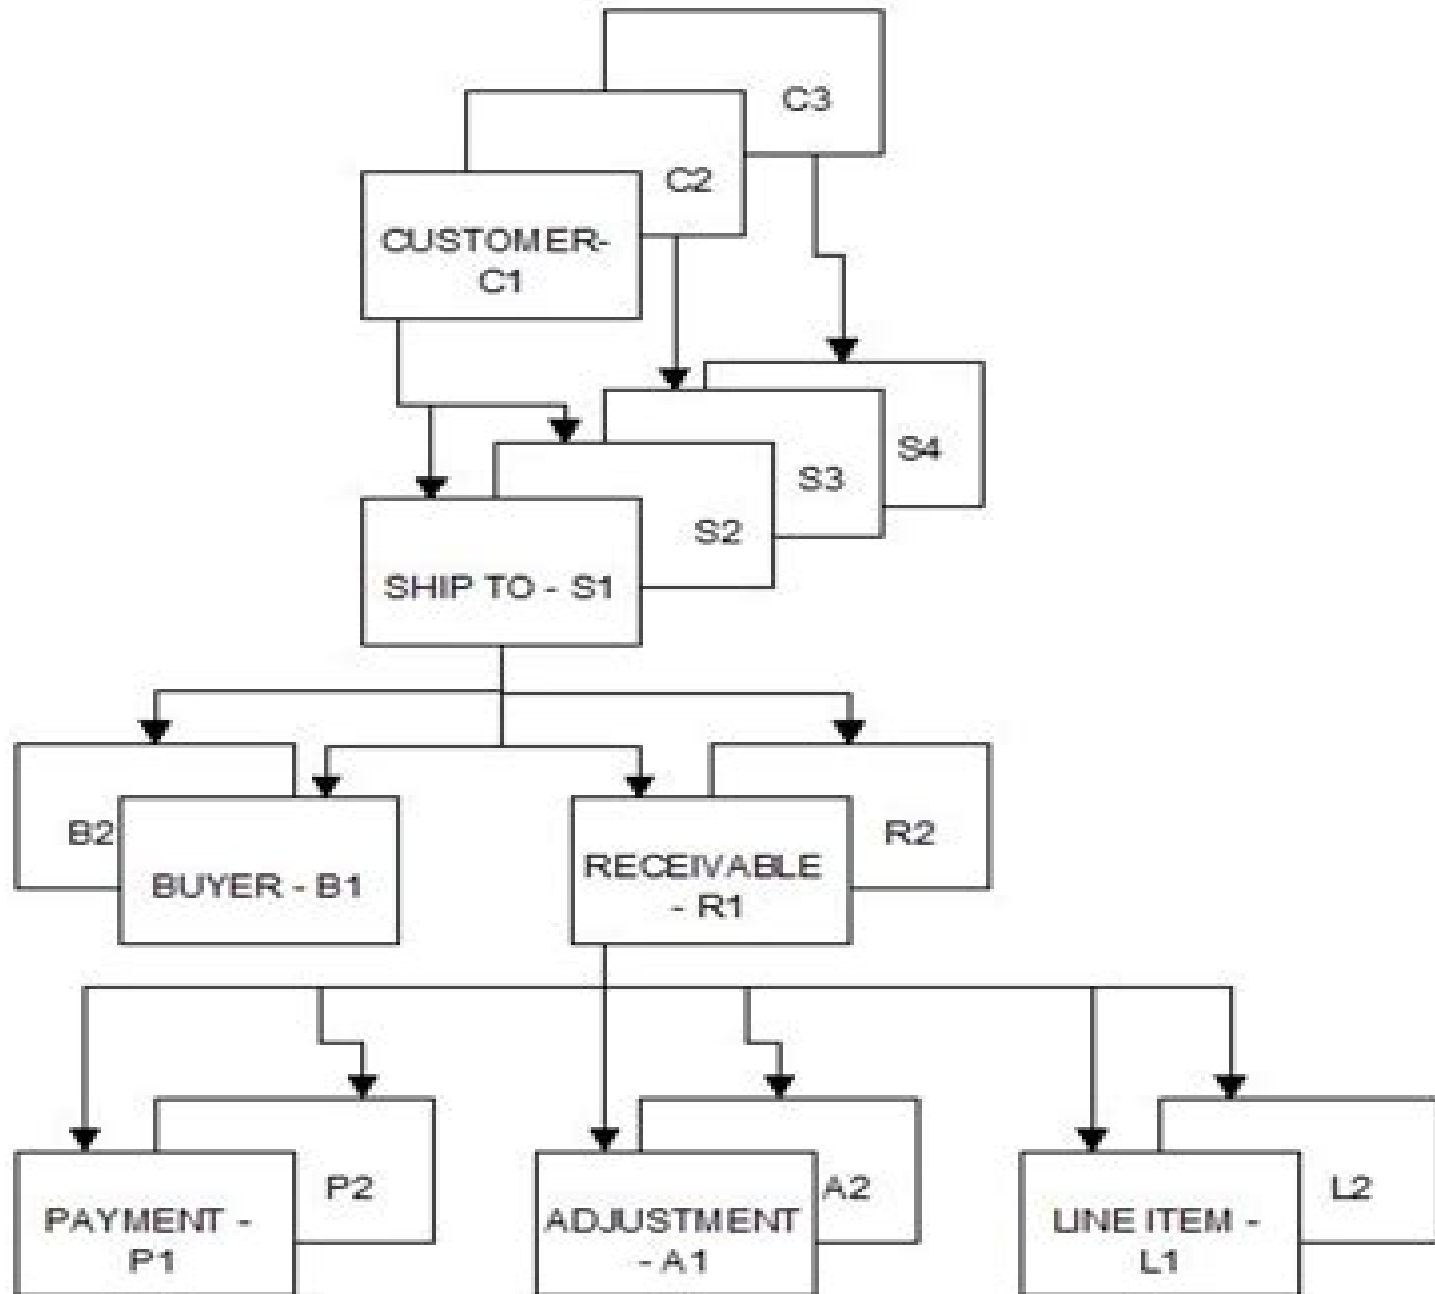 C3
C2
CUSTOMER-
C1
S4
S3
S2
SHIP TO - S1
B2
BUYER - B1
RECEIVABLE
- R1
R2
P2
PAYMENT -
P1
A2
ADJUSTMENT
- A1
L2
LINE ITEM -
L1